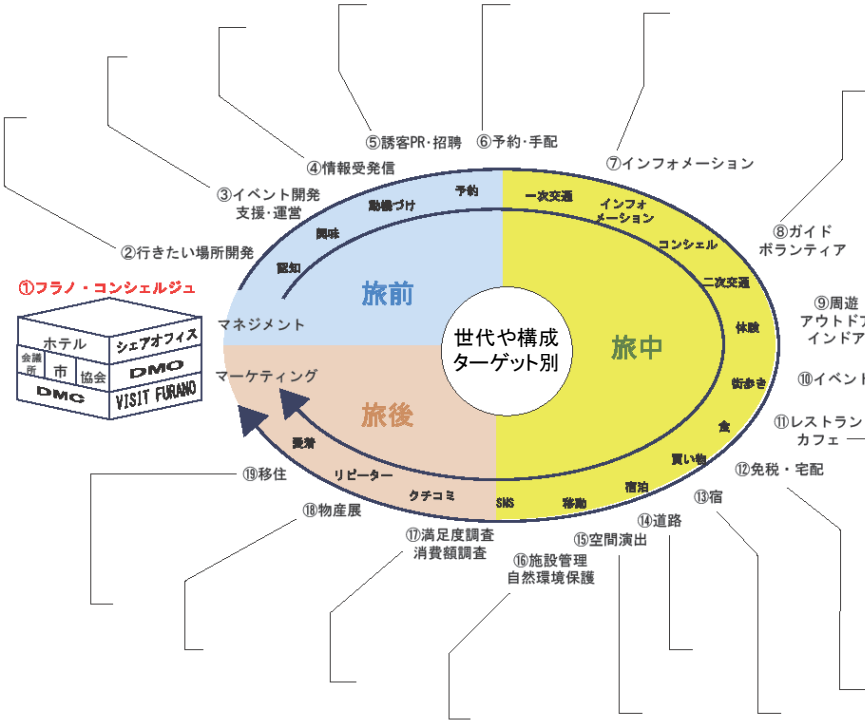 ⑤誘客PR・招聘
⑥予約・手配
④情報受発信
⑦インフォメーション
③イベント開発
支援・運営
②行きたい場所開発
⑧ガイド
ボランティア
①フラノ・コンシェルジュ
ホテル
シェアオフィス
会議
所
市
協会
DMO
DMC
VISIT FURANO
マネジメント
マーケティング
認知
興味
動機づけ
予約
一次交通
インフォ
メーション
コンシェル
二次交通
体験
街歩き
食
買い物
宿泊
移動
SNS
クチコミ
リピーター
愛着
旅前
旅中
旅後
世代や構成
ターゲット別
⑨周遊
アウトドア
インドア
⑩イベント
⑪レストラン
カフェ
⑫免税・宅配
⑬宿
⑭道路
⑮空間演出
⑯施設管理
自然環境保護
⑰満足度調査
消費額調査
⑱物産展
⑲移住